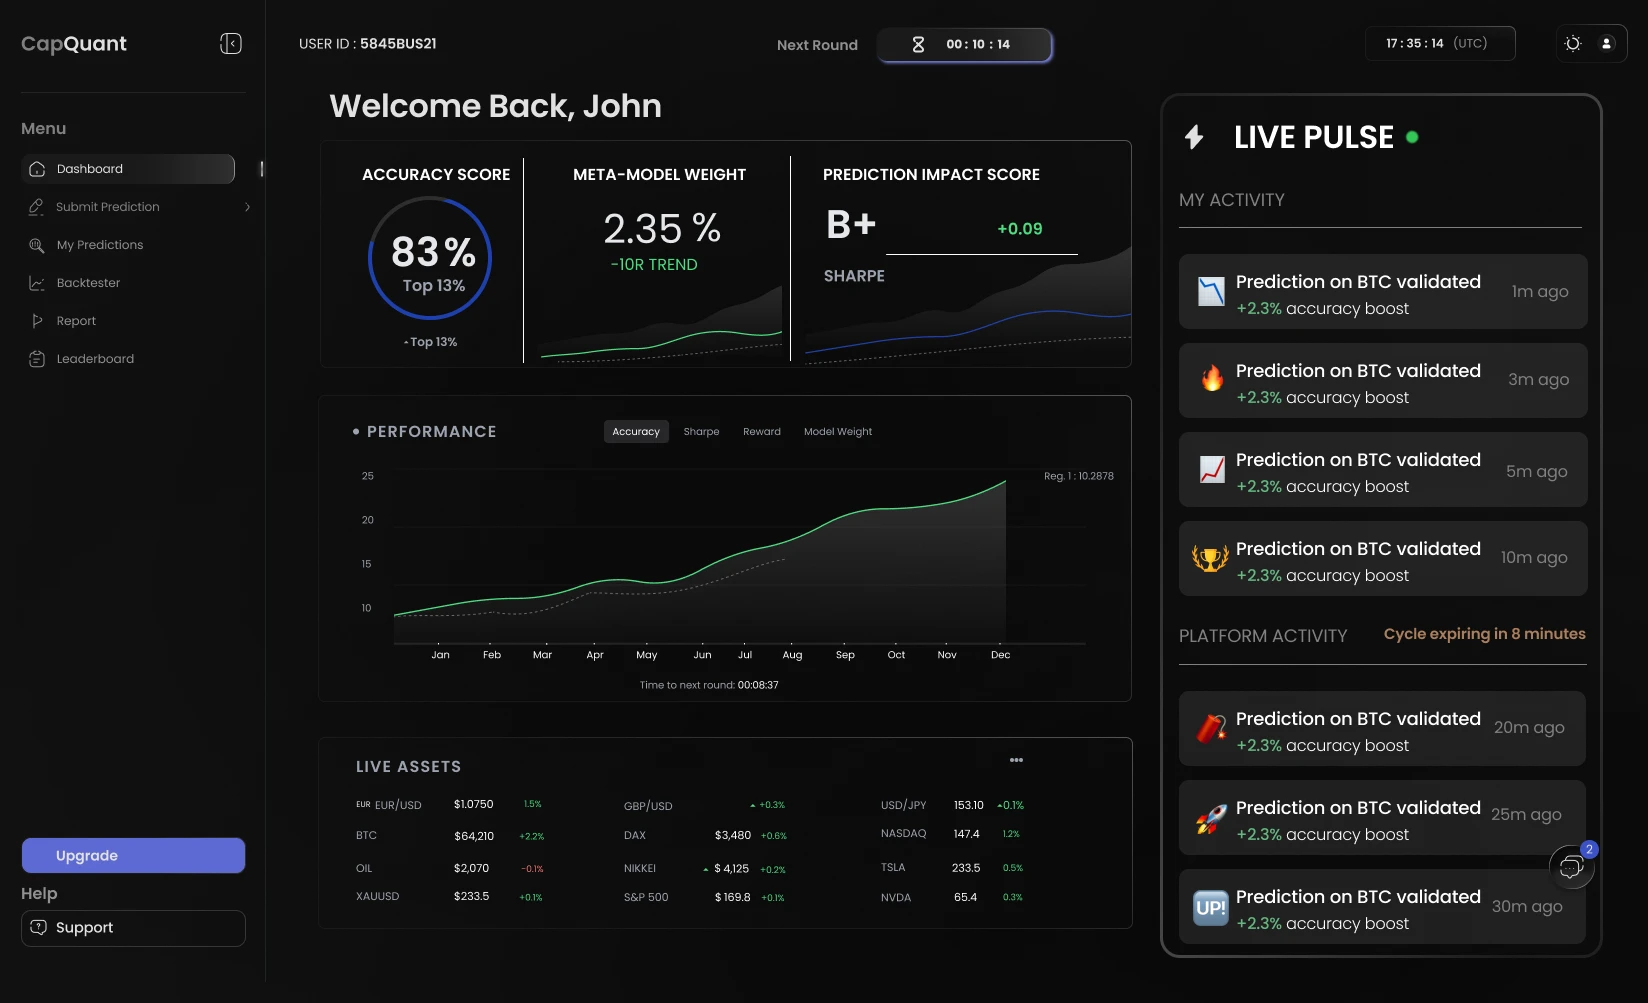 CapQuant
USER ID : 5845BUS21
Next Round
00 : 10 : 14
17 : 35 : 14 (UTC)
Menu
Dashboard
Submit Prediction
My Predictions
Backtester
Report
Leaderboard
Upgrade
Help
Support
Welcome Back, John
ACCURACY SCORE
83%
Top 13%
Top 13%
META-MODEL WEIGHT
2.35 %
-10R TREND
PREDICTION IMPACT SCORE
B+
+0.09
SHARPE
PERFORMANCE
Accuracy
Sharpe
Reward
Model Weight
Reg. 1 : 10.2878
25
20
15
10
Jan Feb Mar Apr May Jun Jul Aug Sep Oct Nov Dec
Time to next round: 00:08:37
LIVE ASSETS
EUR EUR/USD $1.0750 1.5%
GBP/USD +0.3%
USD/JPY 153.10 +0.1%
BTC $64,210 +2.2%
DAX $3,480 +0.6%
NASDAQ 147.4 1.2%
OIL $2,070 -0.1%
NIKKEI $ 4,125 +0.2%
TSLA 233.5 0.5%
XAUUSD $233.5 +0.1%
S&P 500 $ 169.8 +0.1%
NVDA 65.4 0.3%
LIVE PULSE
MY ACTIVITY
Prediction on BTC validated
+2.3% accuracy boost
1m ago
Prediction on BTC validated
+2.3% accuracy boost
3m ago
Prediction on BTC validated
+2.3% accuracy boost
5m ago
Prediction on BTC validated
+2.3% accuracy boost
10m ago
PLATFORM ACTIVITY
Cycle expiring in 8 minutes
Prediction on BTC validated
+2.3% accuracy boost
20m ago
Prediction on BTC validated
+2.3% accuracy boost
25m ago
2
UP!
Prediction on BTC validated
+2.3% accuracy boost
30m ago